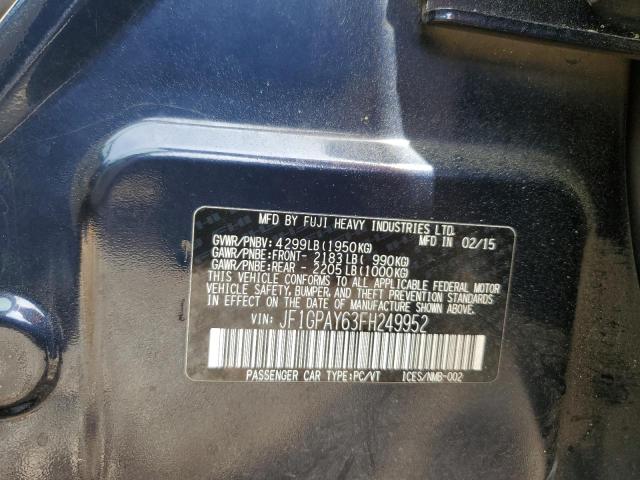 MFD BY FUJI HEAVY INDUSTRIES LTD.
GVWR/PNBV: 4299LB(1950KG) MFD IN 02/15
GAWR/PNBE:FRONT- 2183LB( 990KG)
GAWR/PNBE:REAR - 2205LB(1000KG)
THIS VEHICLE CONFORMS TO ALL APPLICABLE FEDERAL MOTOR
VEHICLE SAFETY, BUMPER, AND THEFT PREVENTION STANDARDS
IN EFFECT ON THE DATE OF MANUFACTURE SHOWN ABOVE.
VIN: JF1GPAY63FH249952
PASSENGER CAR TYPE:PC/VT ICES/NMB-002